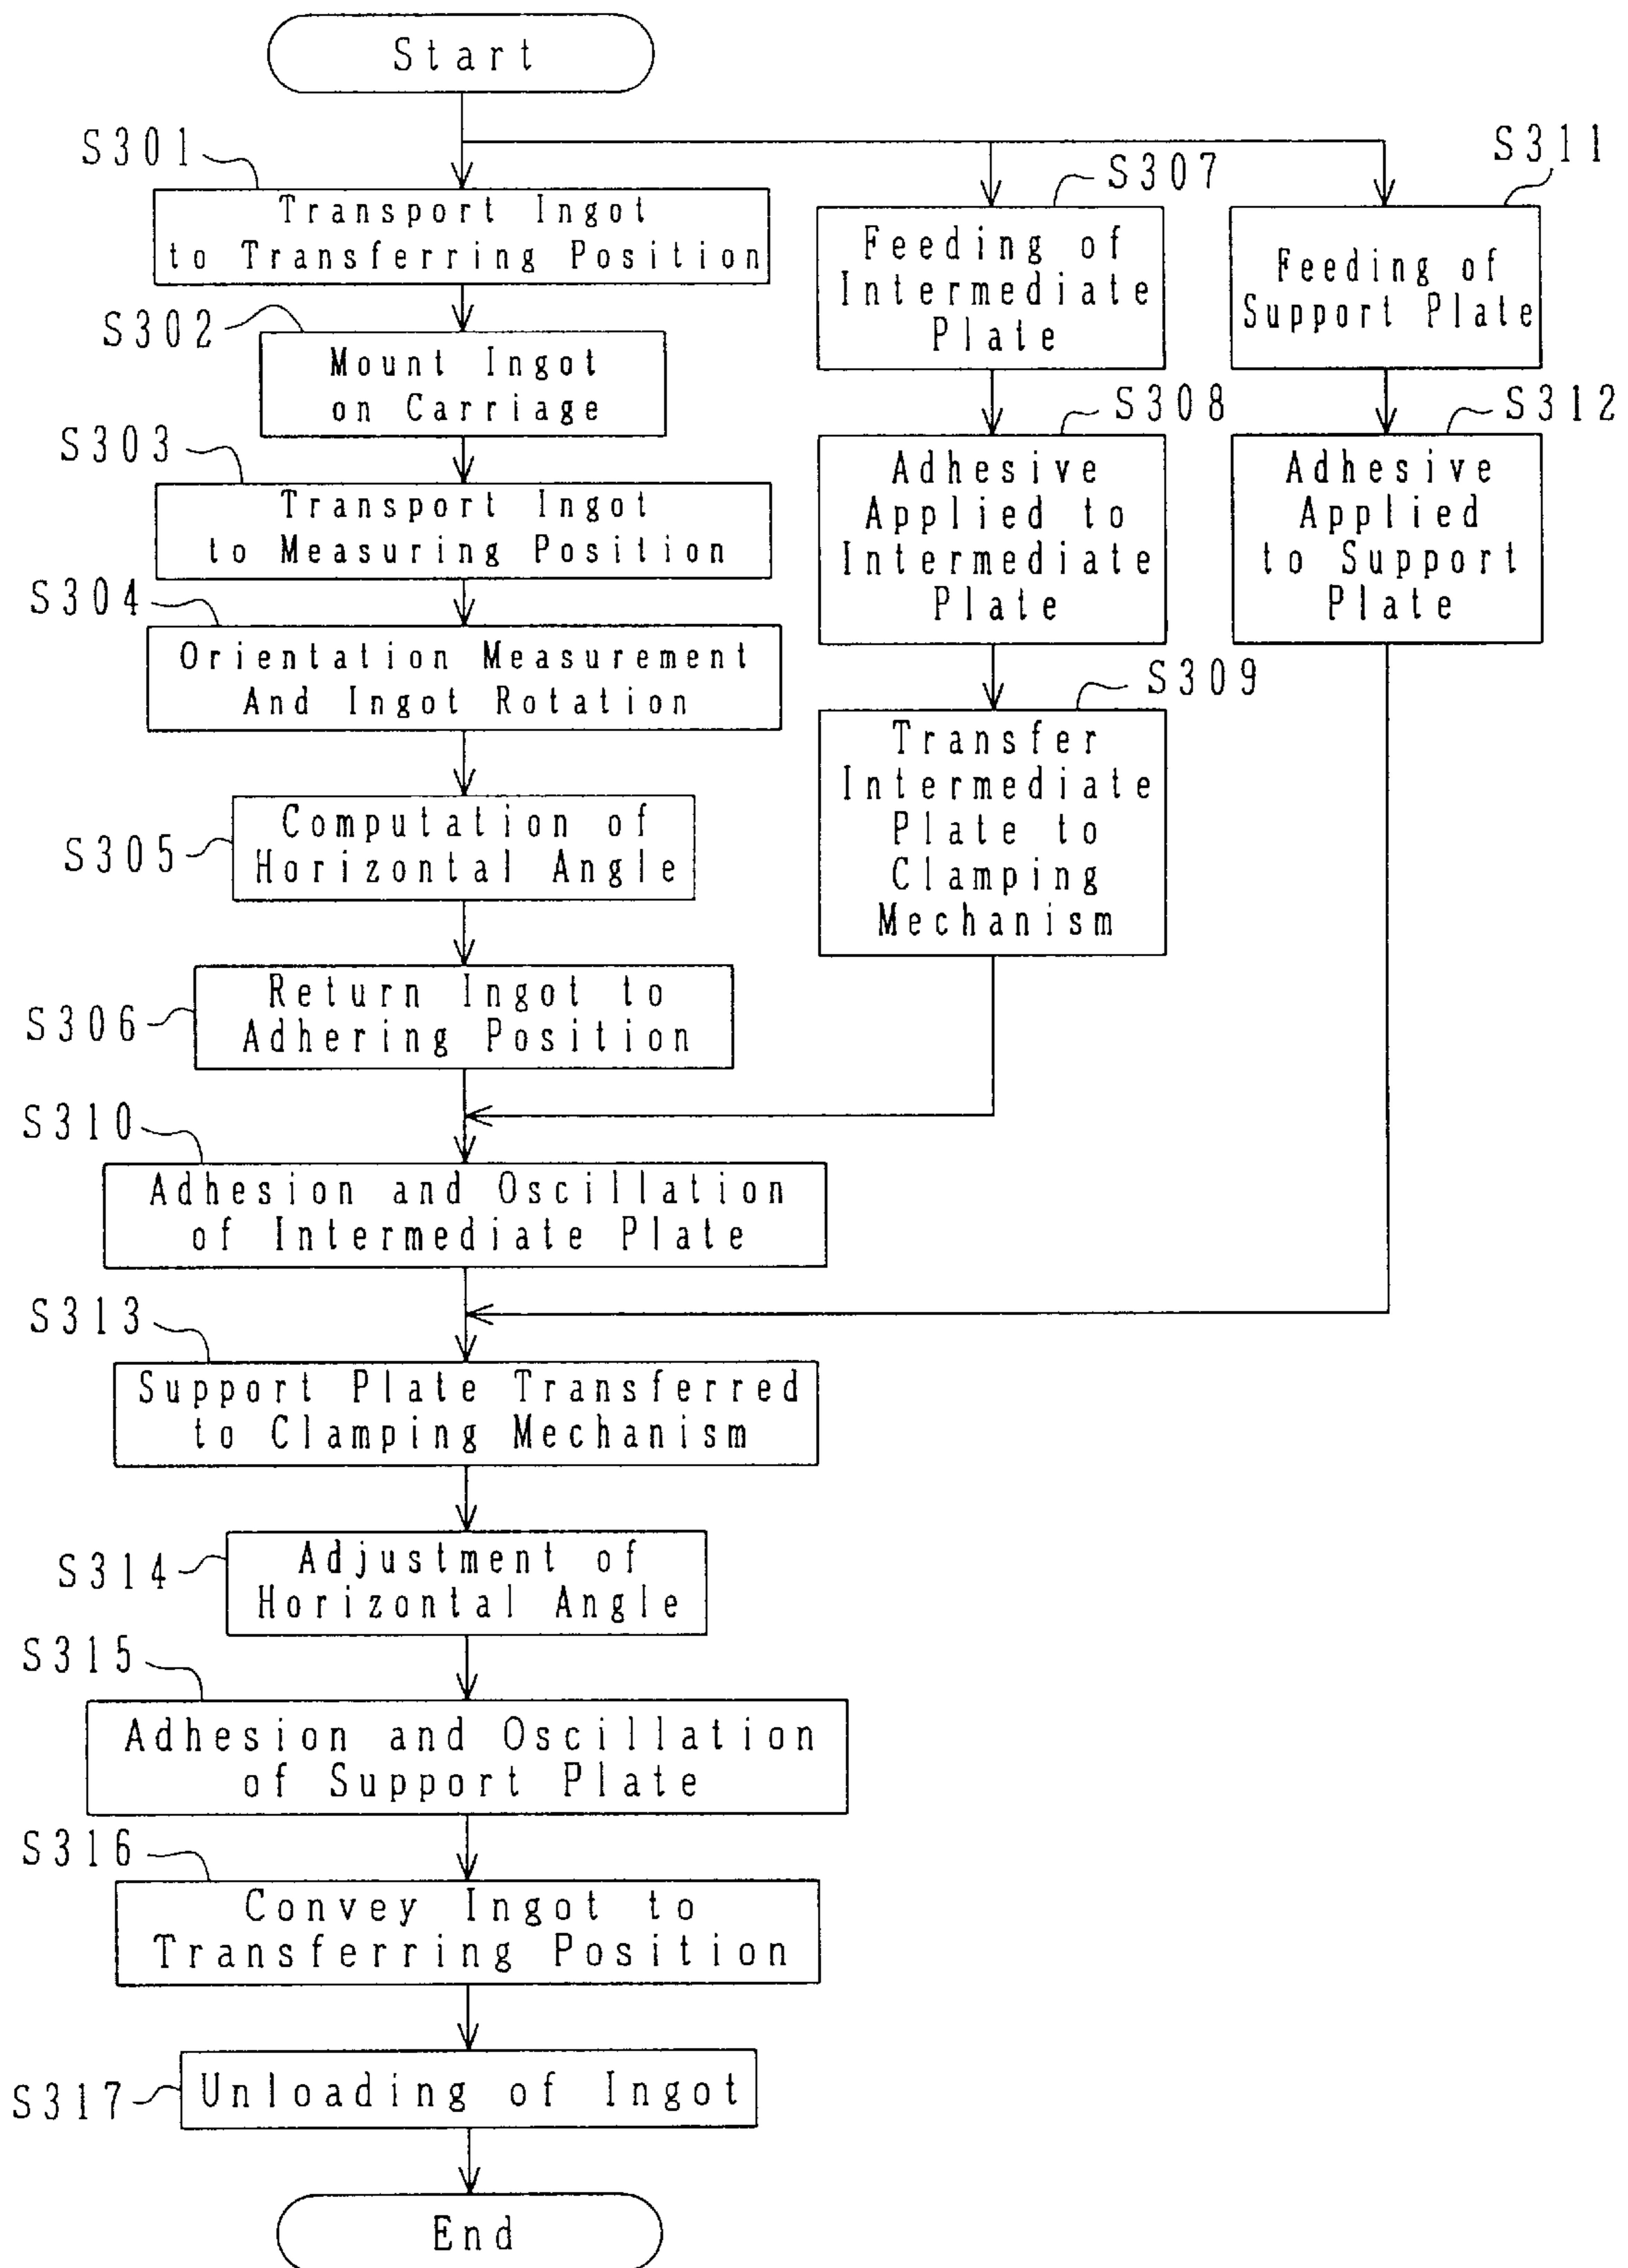 Start
S301
Transport Ingot
to Transferring Position
S302
Mount Ingot
on Carriage
S303
Transport Ingot
to Measuring Position
S304
Orientation Measurement
And Ingot Rotation
S305
Computation of
Horizontal Angle
S306
Return Ingot to
Adhering Position
S307
Feeding of
Intermediate
Plate
S308
Adhesive
Applied to
Intermediate
Plate
S309
Transfer
Intermediate
Plate to
Clamping
Mechanism
S311
Feeding of
Support Plate
S312
Adhesive
Applied
to Support
Plate
S310
Adhesion and Oscillation
of Intermediate Plate
S313
Support Plate Transferred
to Clamping Mechanism
S314
Adjustment of
Horizontal Angle
S315
Adhesion and Oscillation
of Support Plate
S316
Convey Ingot to
Transferring Position
S317
Unloading of Ingot
End